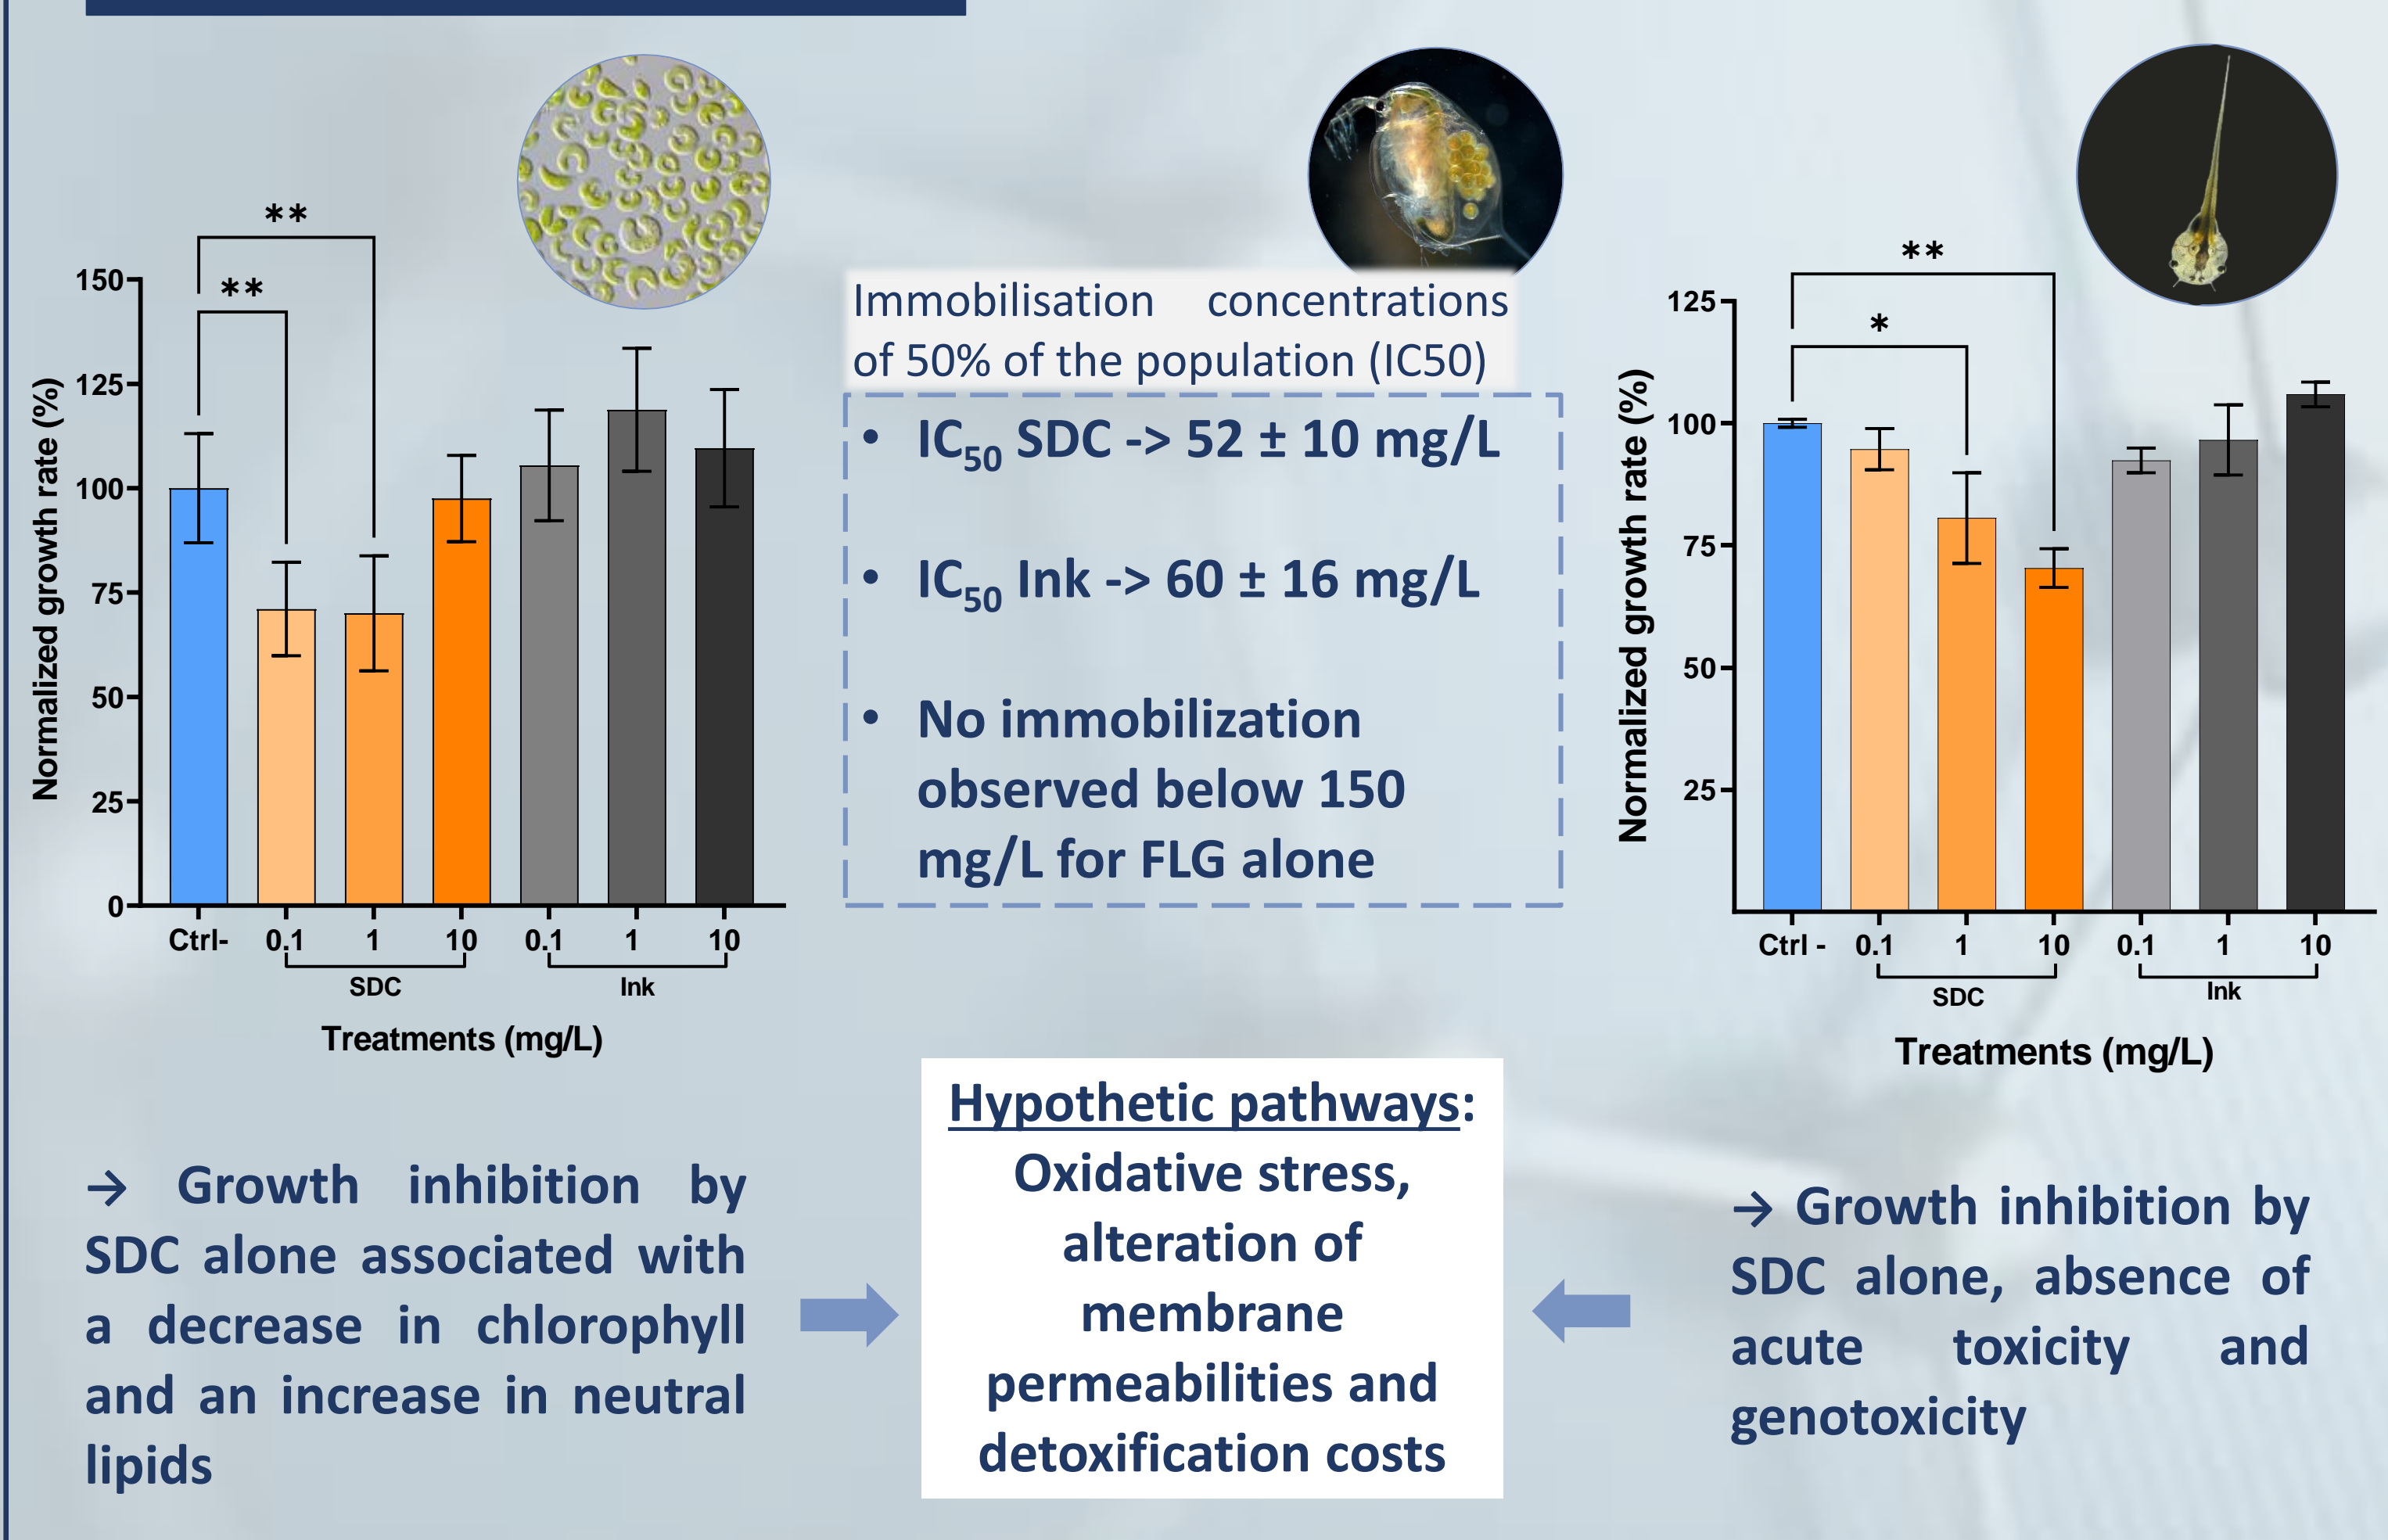 **
**
150
125
100
75
50
25
0
Normalized growth rate (%)
Ctrl- 0.1 1 10 0.1 1 10
SDC Ink
Treatments (mg/L)
→ Growth inhibition by
SDC alone associated with
a decrease in chlorophyll
and an increase in neutral
lipids
Immobilisation concentrations
of 50% of the population (IC50)
• IC50 SDC -> 52 ± 10 mg/L
• IC50 Ink -> 60 ± 16 mg/L
• No immobilization
observed below 150
mg/L for FLG alone
Hypothetic pathways:
Oxidative stress,
alteration of
membrane
permeabilities and
detoxification costs
**
*
125
100
75
50
25
Normalized growth rate (%)
Ctrl - 0.1 1 10 0.1 1 10
SDC Ink
Treatments (mg/L)
→ Growth inhibition by
SDC alone, absence of
acute toxicity and
genotoxicity